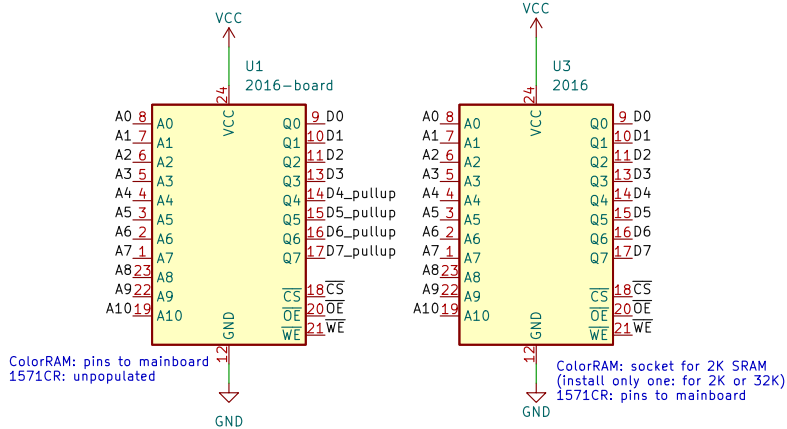 VCC
U1
2016-board
24
VCC
A0 8 A0
A1 7 A1
A2 6 A2
A3 5 A3
A4 4 A4
A5 3 A5
A6 2 A6
A7 1 A7
A8 23 A8
A9 22 A9
A10 19 A10
Q0 9 D0
Q1 10 D1
Q2 11 D2
Q3 13 D3
Q4 14 D4_pullup
Q5 15 D5_pullup
Q6 16 D6_pullup
Q7 17 D7_pullup
CS 18 CS
OE 20 OE
WE 21 WE
GND
12
GND
ColorRAM: pins to mainboard
1571CR: unpopulated
VCC
U3
2016
24
VCC
A0 8 A0
A1 7 A1
A2 6 A2
A3 5 A3
A4 4 A4
A5 3 A5
A6 2 A6
A7 1 A7
A8 23 A8
A9 22 A9
A10 19 A10
Q0 9 D0
Q1 10 D1
Q2 11 D2
Q3 13 D3
Q4 14 D4
Q5 15 D5
Q6 16 D6
Q7 17 D7
CS 18 CS
OE 20 OE
WE 21 WE
GND
12
GND
ColorRAM: socket for 2K SRAM
(install only one: for 2K or 32K)
1571CR: pins to mainboard